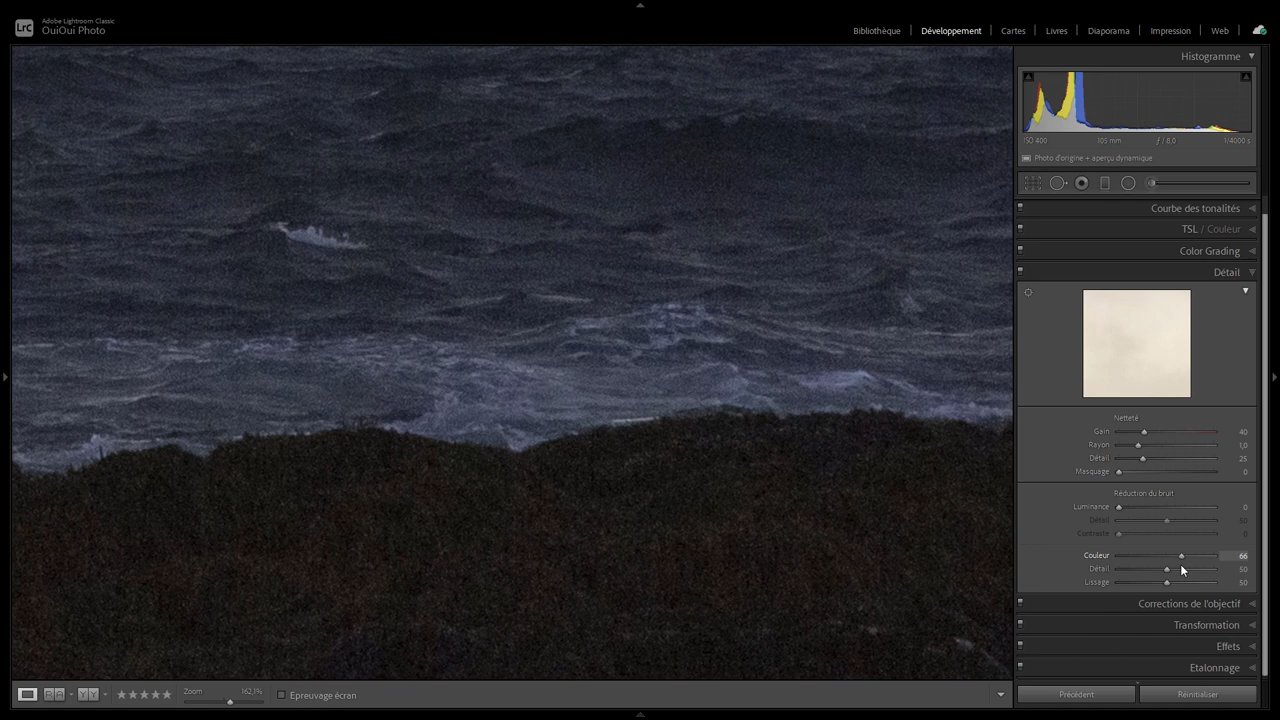 Lrc
Adobe Lightroom Classic
OuiOui Photo
Bibliothèque | Développement | Cartes | Livres | Diaporama | Impression | Web
Histogramme
ISO 400 105 mm ƒ / 8,0 1/4000 s
Photo d'origine + aperçu dynamique
Courbe des tonalités
TSL / Couleur
Color Grading
Détail
Netteté
Gain 40
Rayon 1,0
Détail 25
Masquage 0
Réduction du bruit
Luminance 0
Détail 50
Contraste 0
Couleur 66
Détail 50
Lissage 50
Corrections de l'objectif
Transformation
Effets
Etalonnage
R A Y Y Zoom 162,1% Epreuvage écran
Précédent Réinitialiser